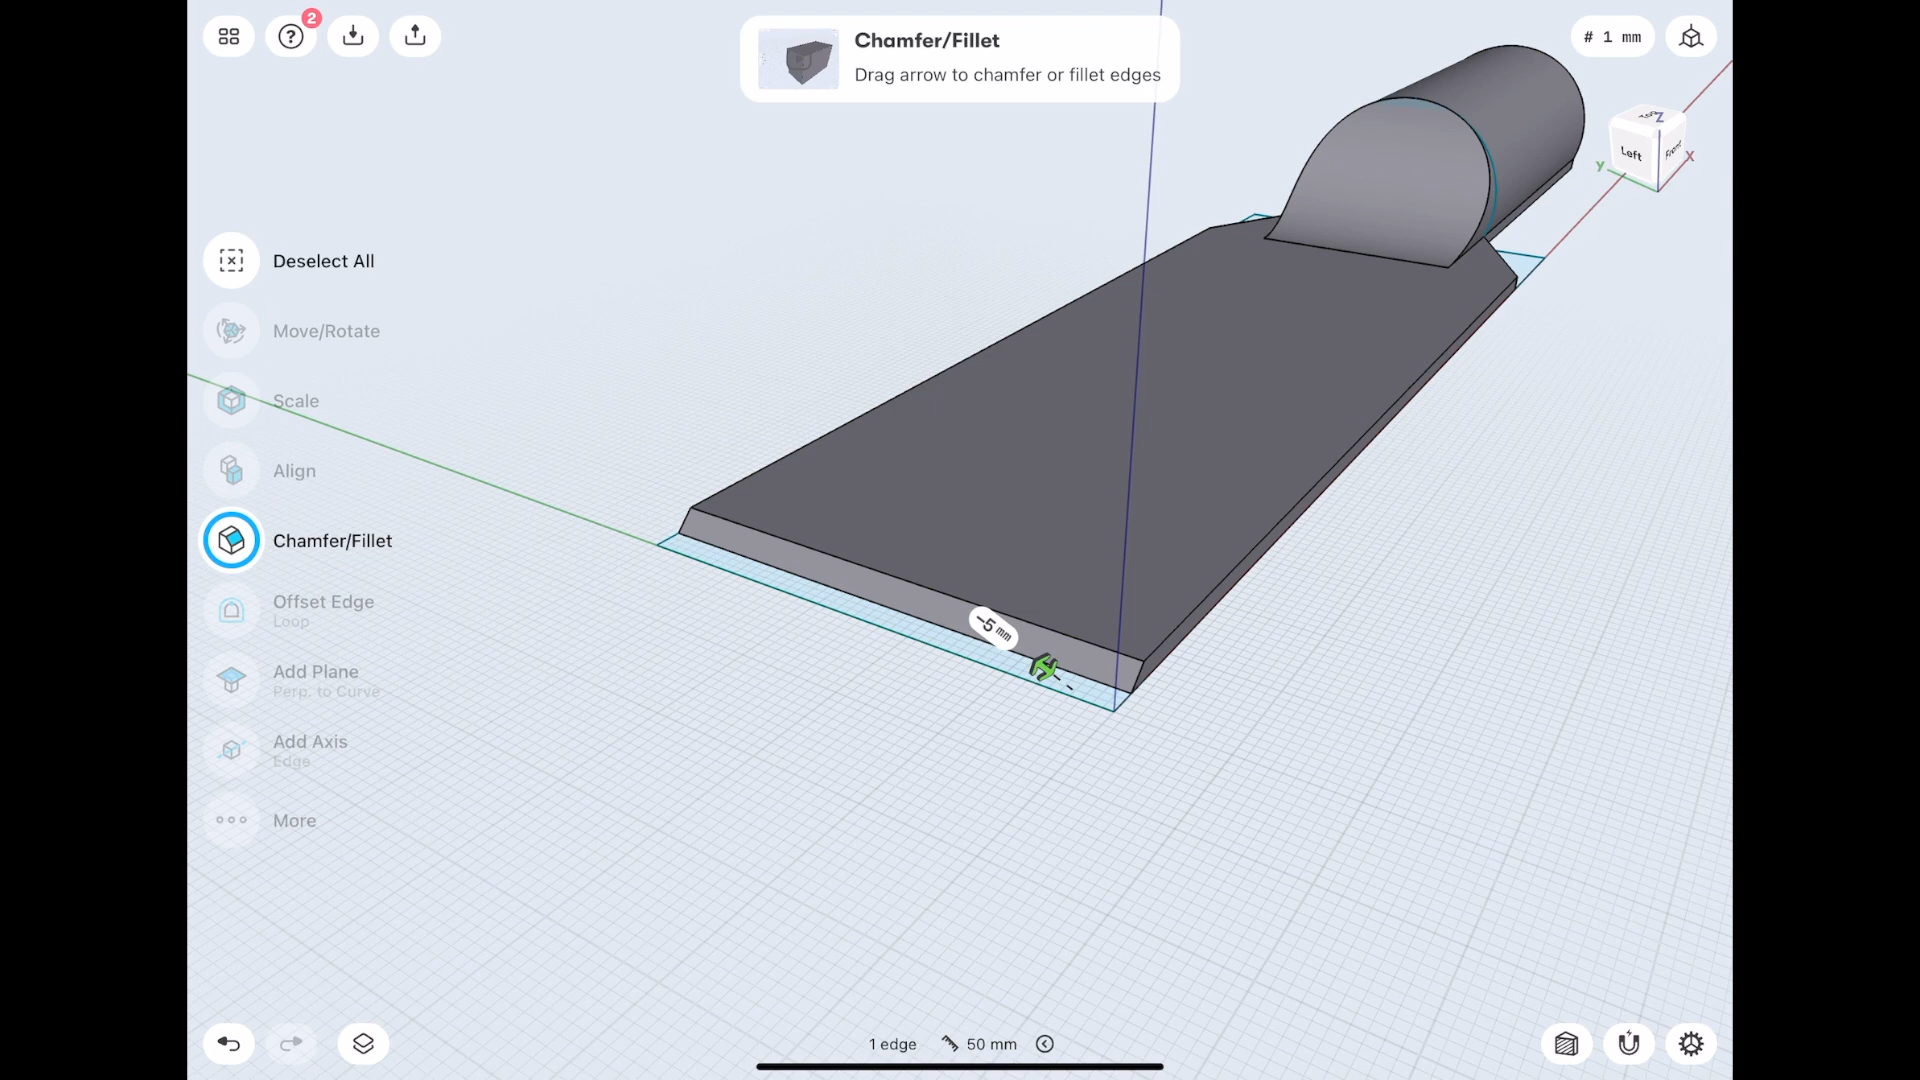 2
Chamfer/Fillet
Drag arrow to chamfer or fillet edges
# 1 mm
Z
Left
Front
Y
X
Deselect All
Move/Rotate
Scale
Align
Chamfer/Fillet
Offset Edge
Loop
Add Plane
Perp. to Curve
Add Axis
Edge
More
-5 mm
1 edge
50 mm